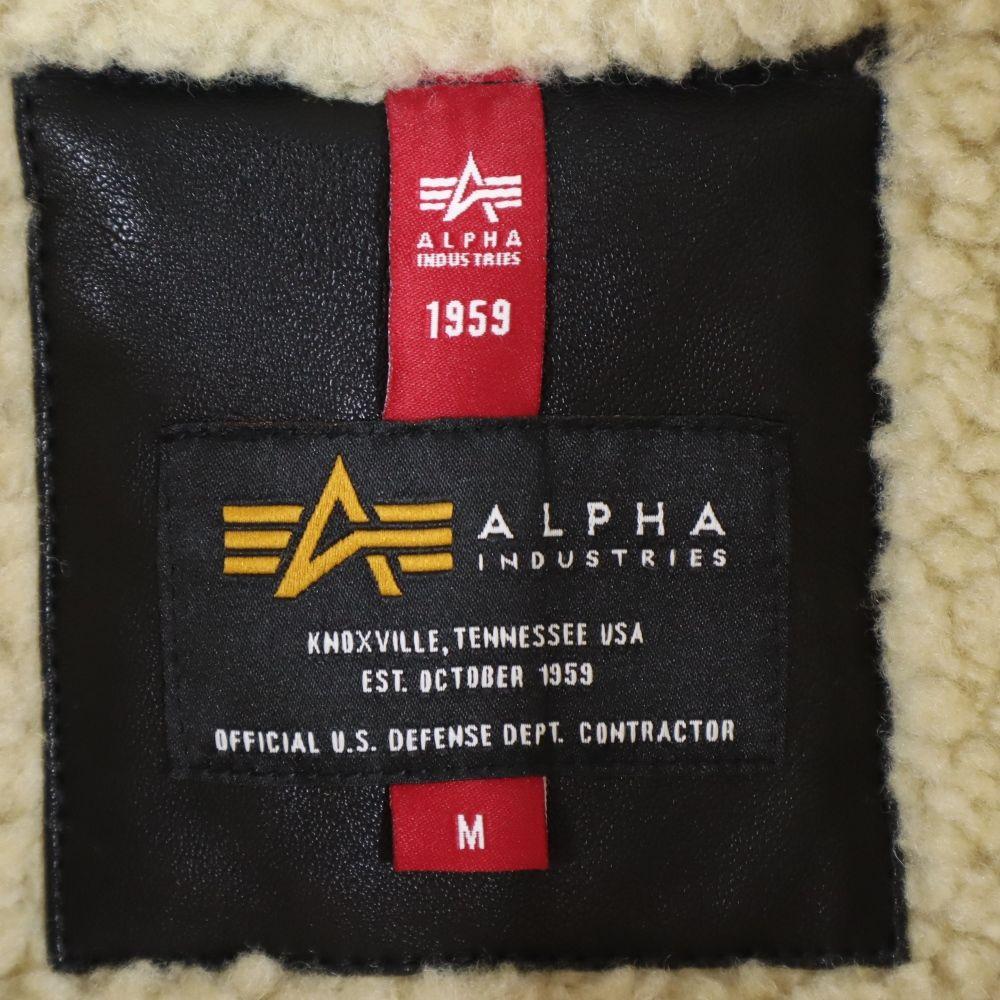 ALPHA
INDUSTRIES
1959
ALPHA
INDUSTRIES
KNOXVILLE, TENNESSEE USA
EST. OCTOBER 1959
OFFICIAL U.S. DEFENSE DEPT. CONTRACTOR
M